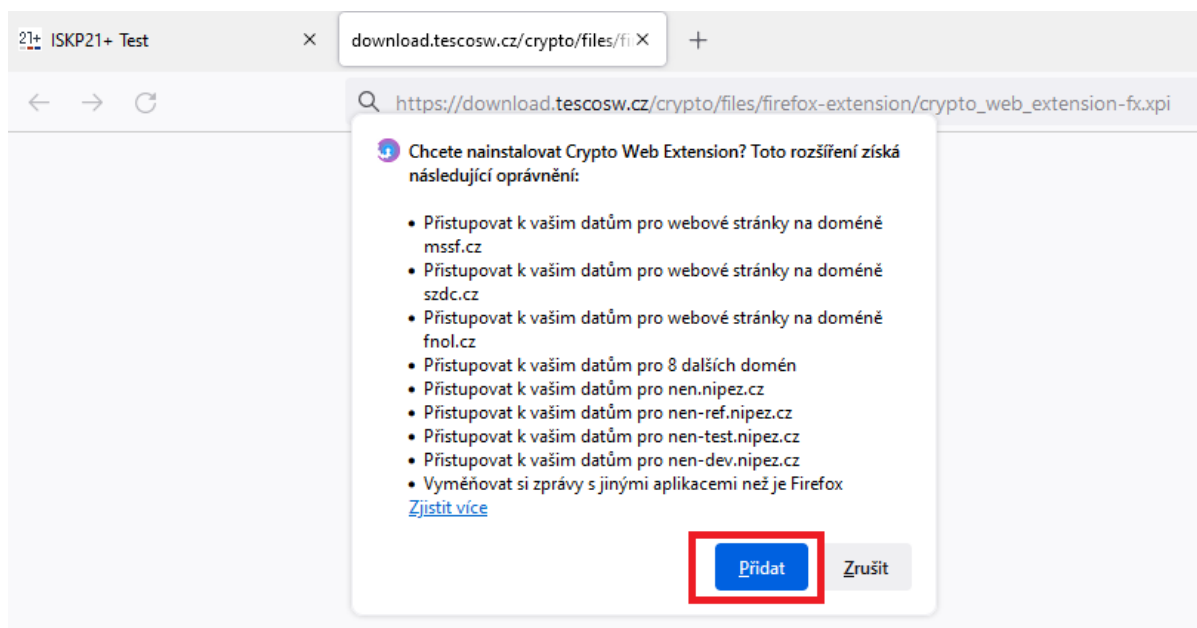 21+ ISKP21+ Test
download.tescosw.cz/crypto/files/fi
https://download.tescosw.cz/crypto/files/firefox-extension/crypto_web_extension-fx.xpi
Chcete nainstalovat Crypto Web Extension? Toto rozšíření získá
následující oprávnění:
• Přistupovat k vašim datům pro webové stránky na doméně
mssf.cz
• Přistupovat k vašim datům pro webové stránky na doméně
szdc.cz
• Přistupovat k vašim datům pro webové stránky na doméně
fnol.cz
• Přistupovat k vašim datům pro 8 dalších domén
• Přistupovat k vašim datům pro nen.nipez.cz
• Přistupovat k vašim datům pro nen-ref.nipez.cz
• Přistupovat k vašim datům pro nen-test.nipez.cz
• Přistupovat k vašim datům pro nen-dev.nipez.cz
• Vyměňovat si zprávy s jinými aplikacemi než je Firefox
Zjistit více
Přidat Zrušit